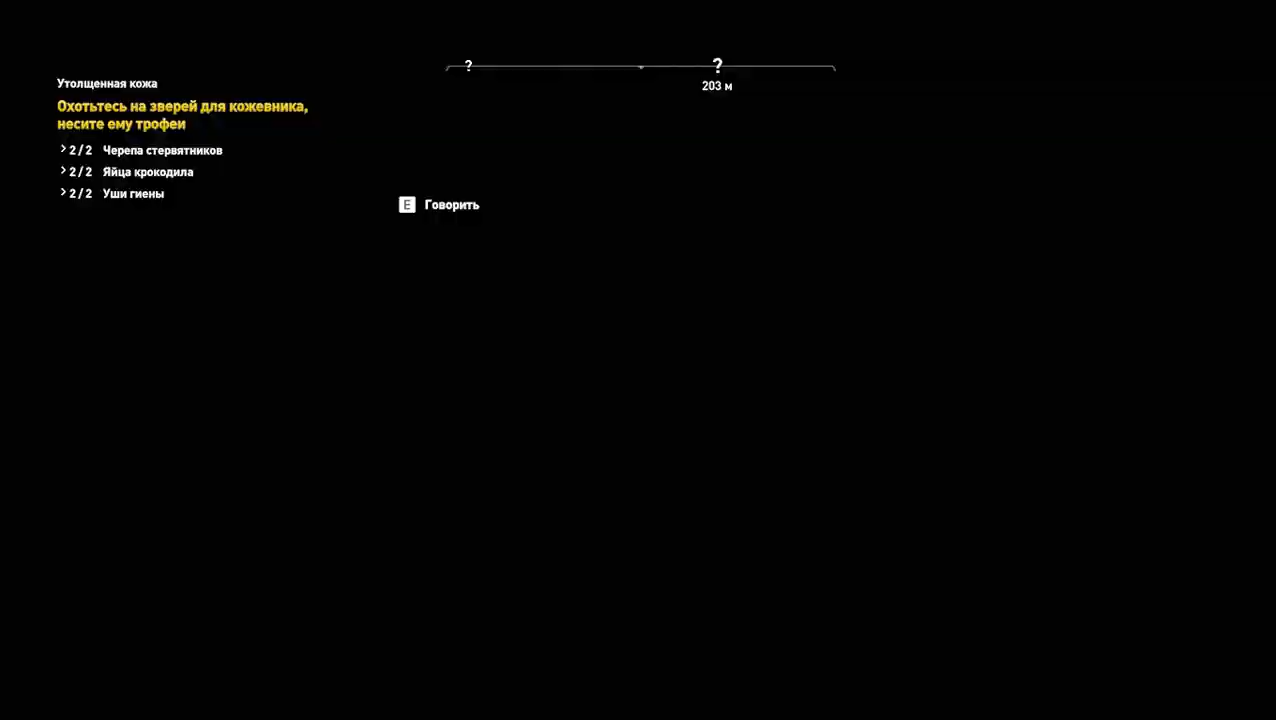 ?
?
203 м
Утолщенная кожа
Охотьтесь на зверей для кожевника,
несите ему трофеи
2/2 Черепа стервятников
2/2 Яйца крокодила
2/2 Уши гиены
E Говорить